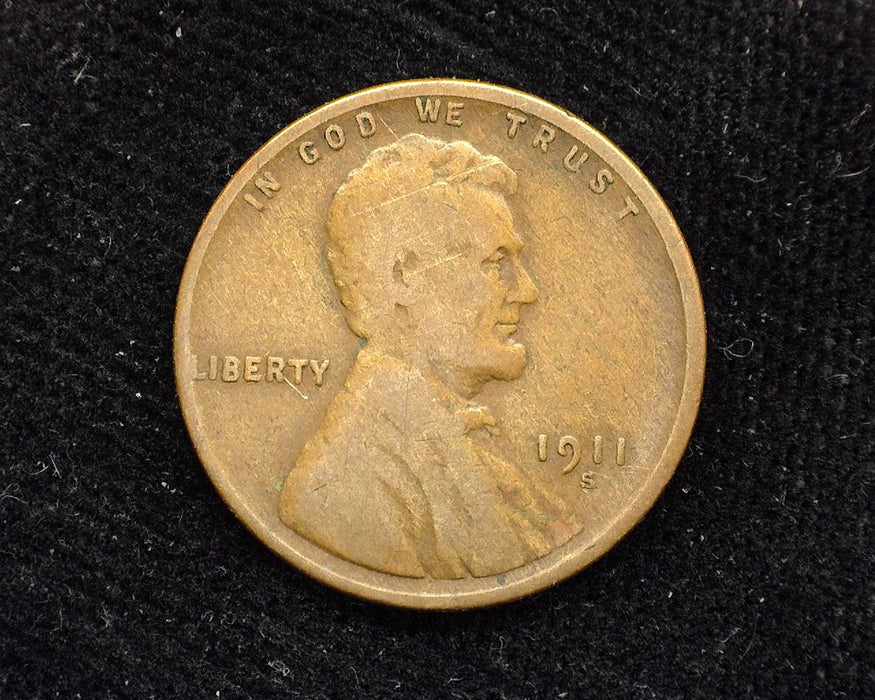 IN GOD WE TRUST
LIBERTY
1911
S